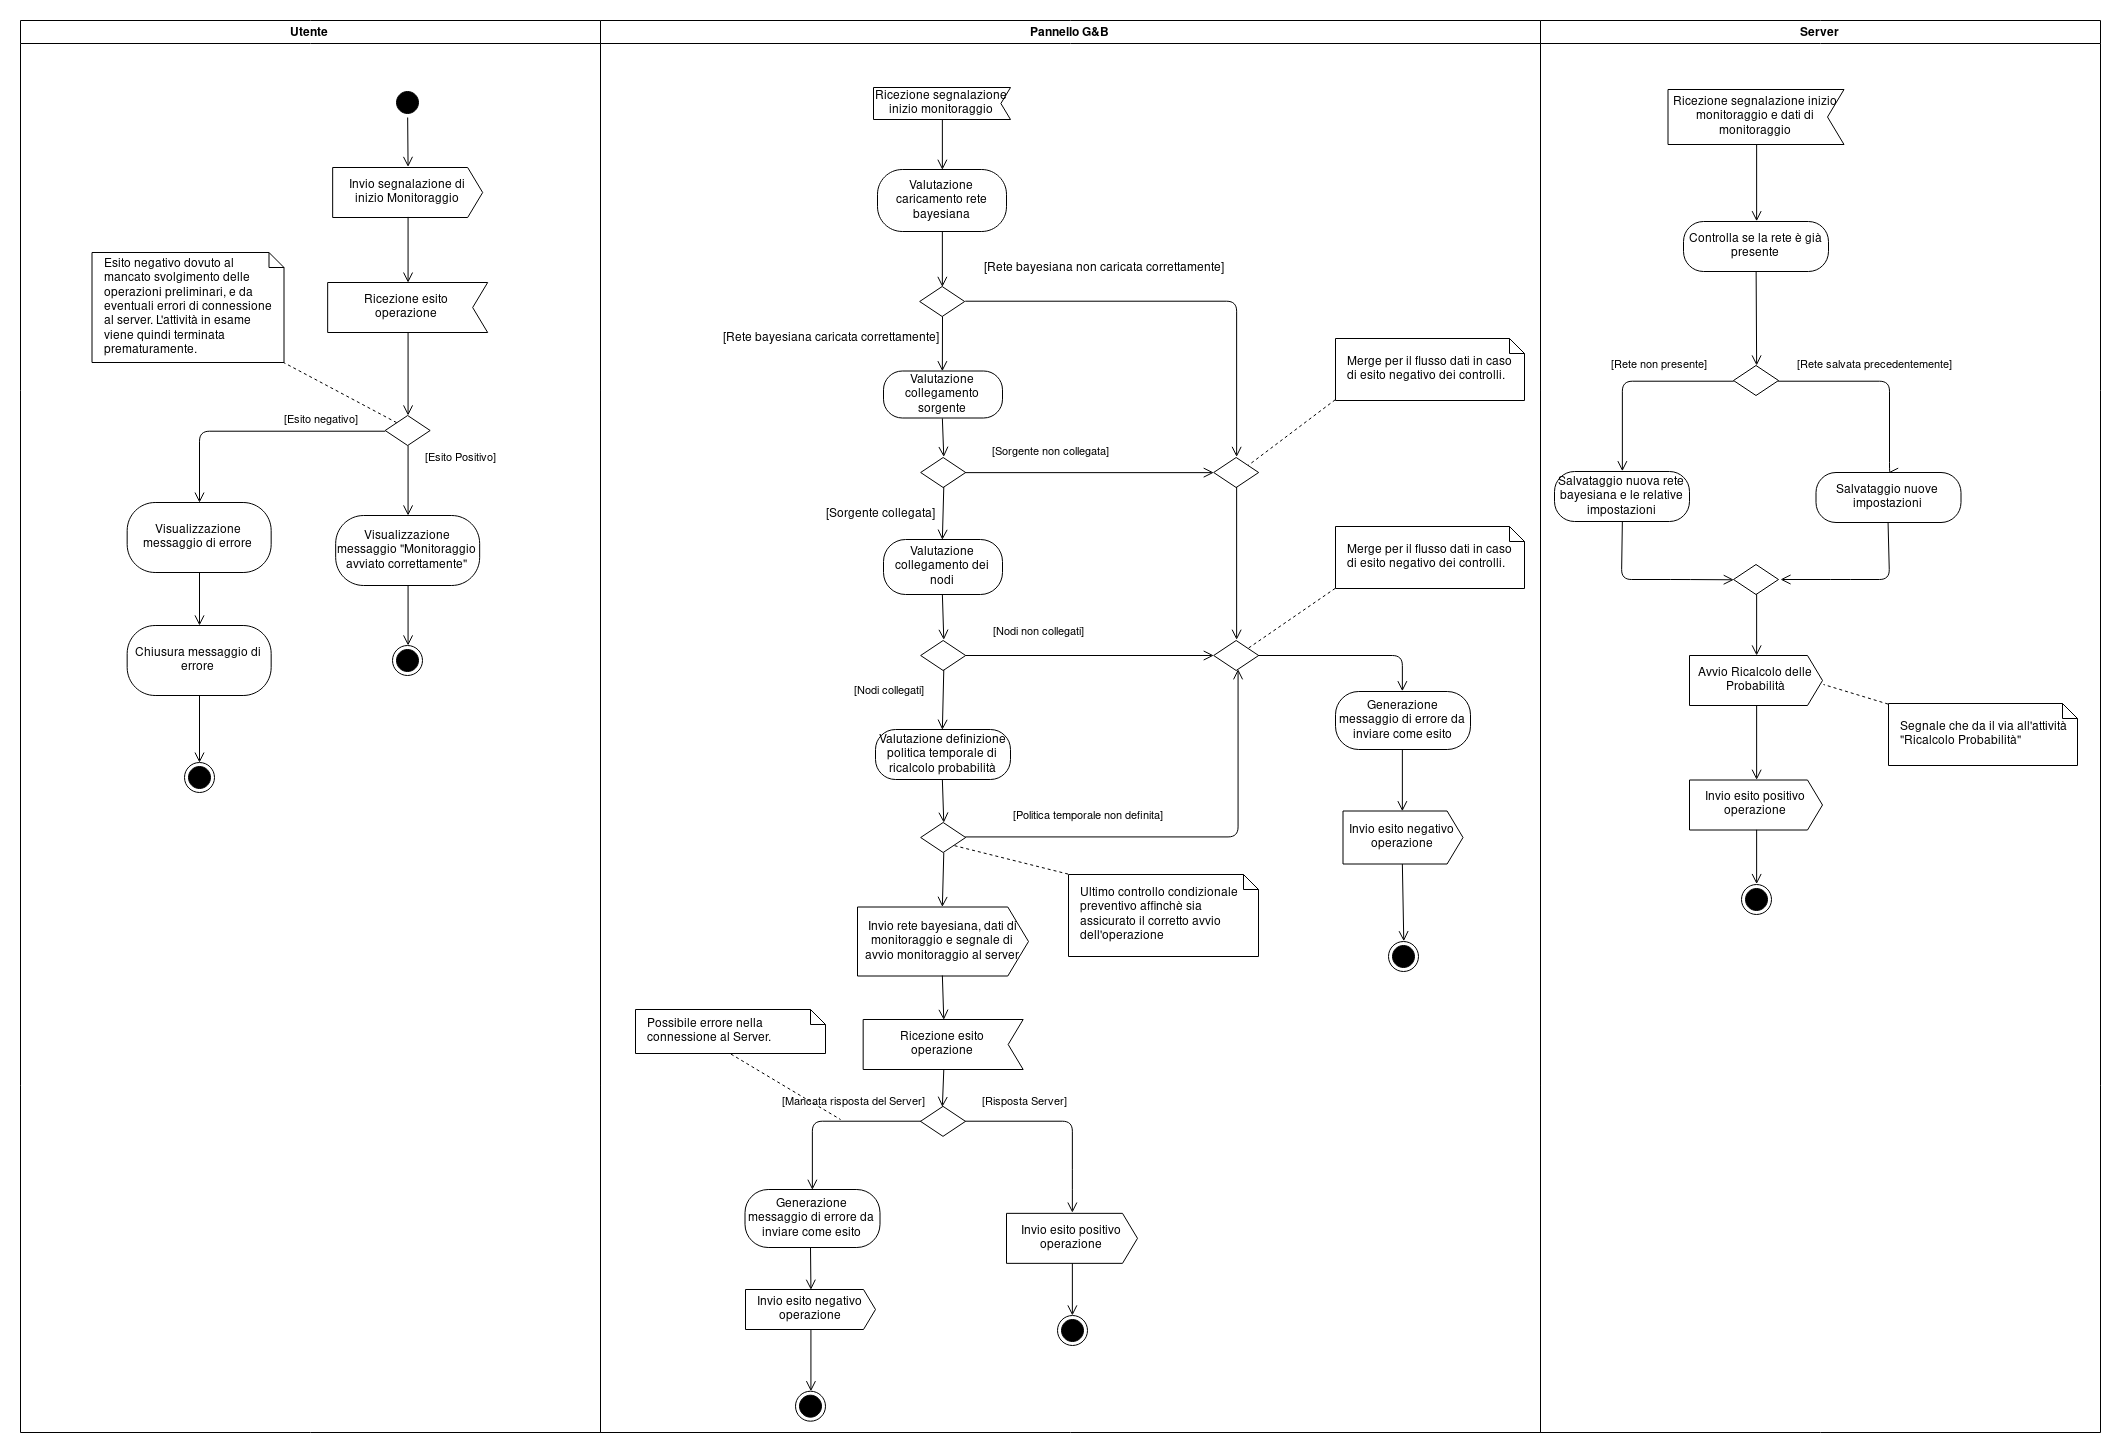 Utente
Pannello G&B
Server
Invio segnalazione di
inizio Monitoraggio
Esito negativo dovuto al
mancato svolgimento delle
operazioni preliminari, e da
eventuali errori di connessione
al server. L'attività in esame
viene quindi terminata
prematuramente.
Ricezione esito
operazione
[Esito negativo]
[Esito Positivo]
Visualizzazione
messaggio di errore
Visualizzazione
messaggio "Monitoraggio
avviato correttamente"
Chiusura messaggio di
errore
Ricezione segnalazione
inizio monitoraggio
Valutazione
caricamento rete
bayesiana
[Rete bayesiana non caricata correttamente]
[Rete bayesiana caricata correttamente]
Valutazione
collegamento
sorgente
Merge per il flusso dati in caso
di esito negativo dei controlli.
[Sorgente non collegata]
[Sorgente collegata]
Valutazione
collegamento dei
nodi
Merge per il flusso dati in caso
di esito negativo dei controlli.
[Nodi non collegati]
[Nodi collegati]
Valutazione definizione
politica temporale di
ricalcolo probabilità
Generazione
messaggio di errore da
inviare come esito
[Politica temporale non definita]
Invio esito negativo
operazione
Ultimo controllo condizionale
preventivo affinchè sia
assicurato il corretto avvio
dell'operazione
Invio rete bayesiana, dati di
monitoraggio e segnale di
avvio monitoraggio al server
Possibile errore nella
connessione al Server.
Ricezione esito
operazione
[Mancata risposta del Server]
[Risposta Server]
Generazione
messaggio di errore da
inviare come esito
Invio esito positivo
operazione
Invio esito negativo
operazione
Ricezione segnalazione inizio
monitoraggio e dati di
monitoraggio
Controlla se la rete è già
presente
[Rete non presente]
[Rete salvata precedentemente]
Salvataggio nuova rete
bayesiana e le relative
impostazioni
Salvataggio nuove
impostazioni
Avvio Ricalcolo delle
Probabilità
Segnale che da il via all'attività
"Ricalcolo Probabilità"
Invio esito positivo
operazione